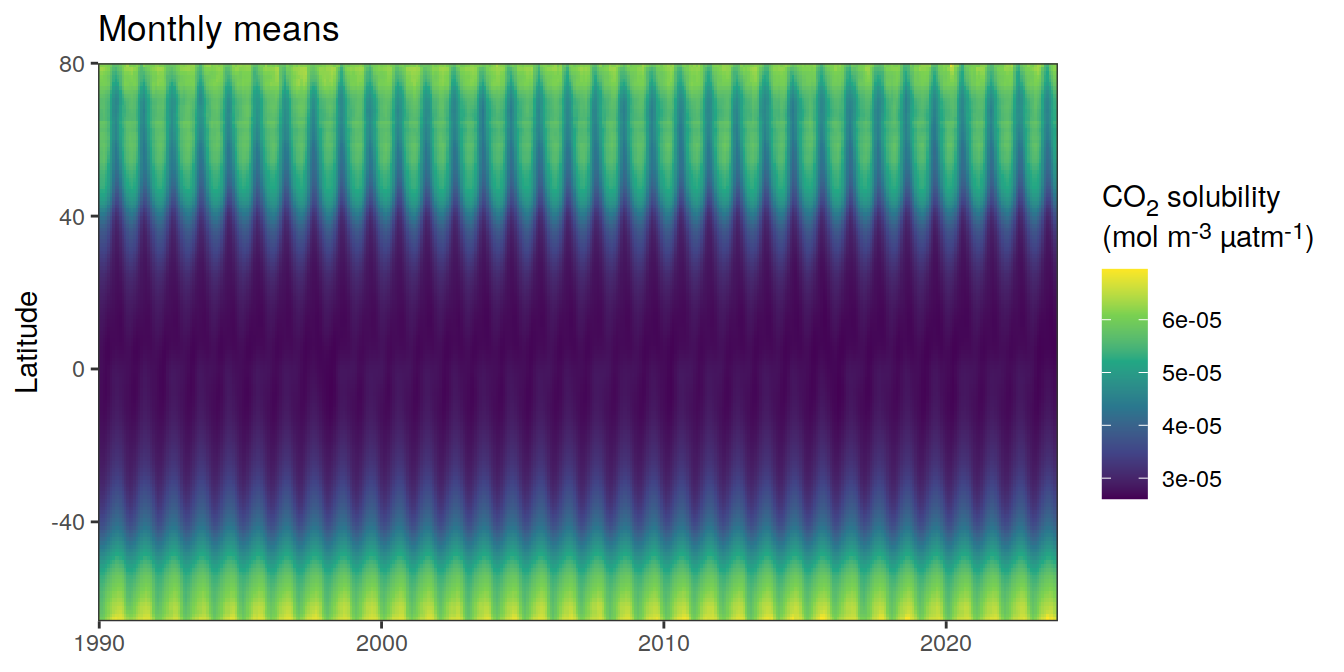 Monthly means
80
40
0
-40
Latitude
1990 2000 2010 2020
CO₂ solubility
(mol m⁻³ µatm⁻¹)
6e-05
5e-05
4e-05
3e-05